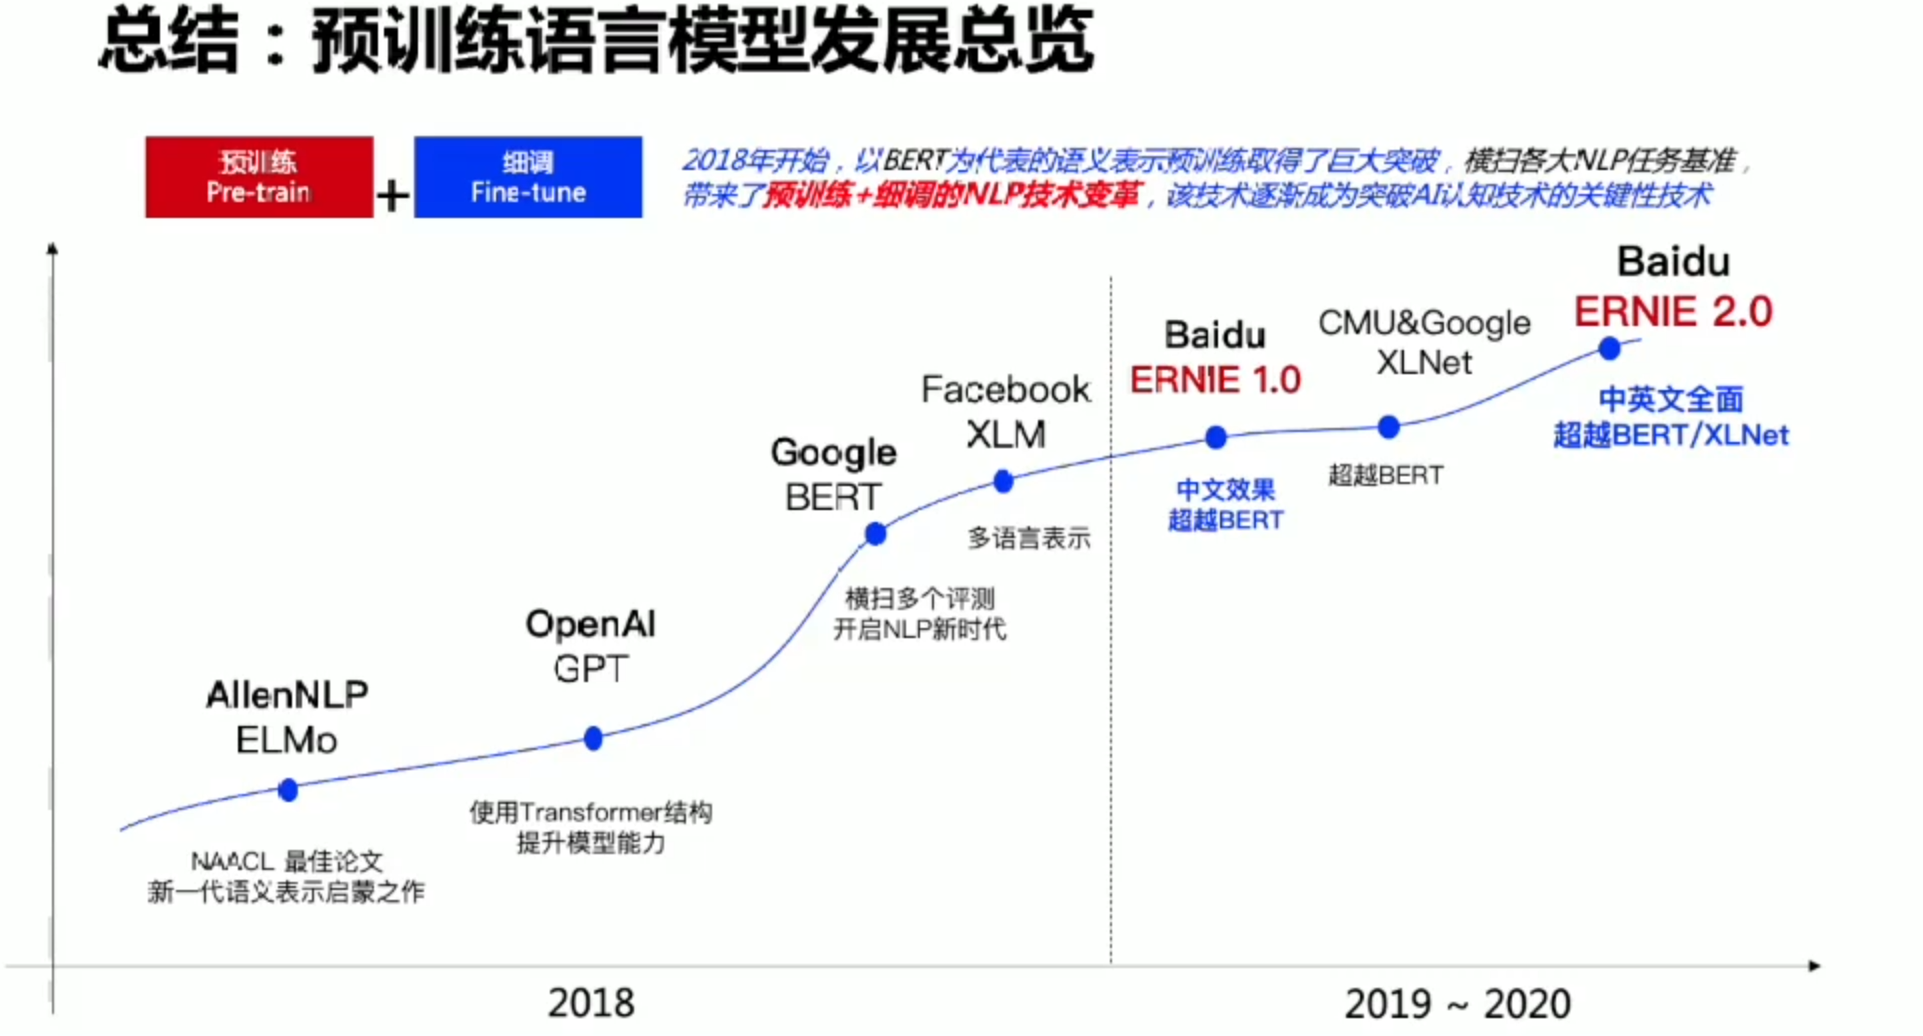 总结：预训练语言模型发展总览
预训练
Pre-train
+
细调
Fine-tune
2018年开始，以BERT为代表的语义表示预训练取得了巨大突破，横扫各大NLP任务基准，
带来了预训练+细调的NLP技术变革，该技术逐渐成为突破AI认知技术的关键性技术
AllenNLP
ELMo
NAACL 最佳论文
新一代语义表示启蒙之作
OpenAI
GPT
使用Transformer结构
提升模型能力
Google
BERT
横扫多个评测
开启NLP新时代
Facebook
XLM
多语言表示
Baidu
ERNIE 1.0
中文效果
超越BERT
CMU&Google
XLNet
超越BERT
Baidu
ERNIE 2.0
中英文全面
超越BERT/XLNet
2018
2019 ~ 2020